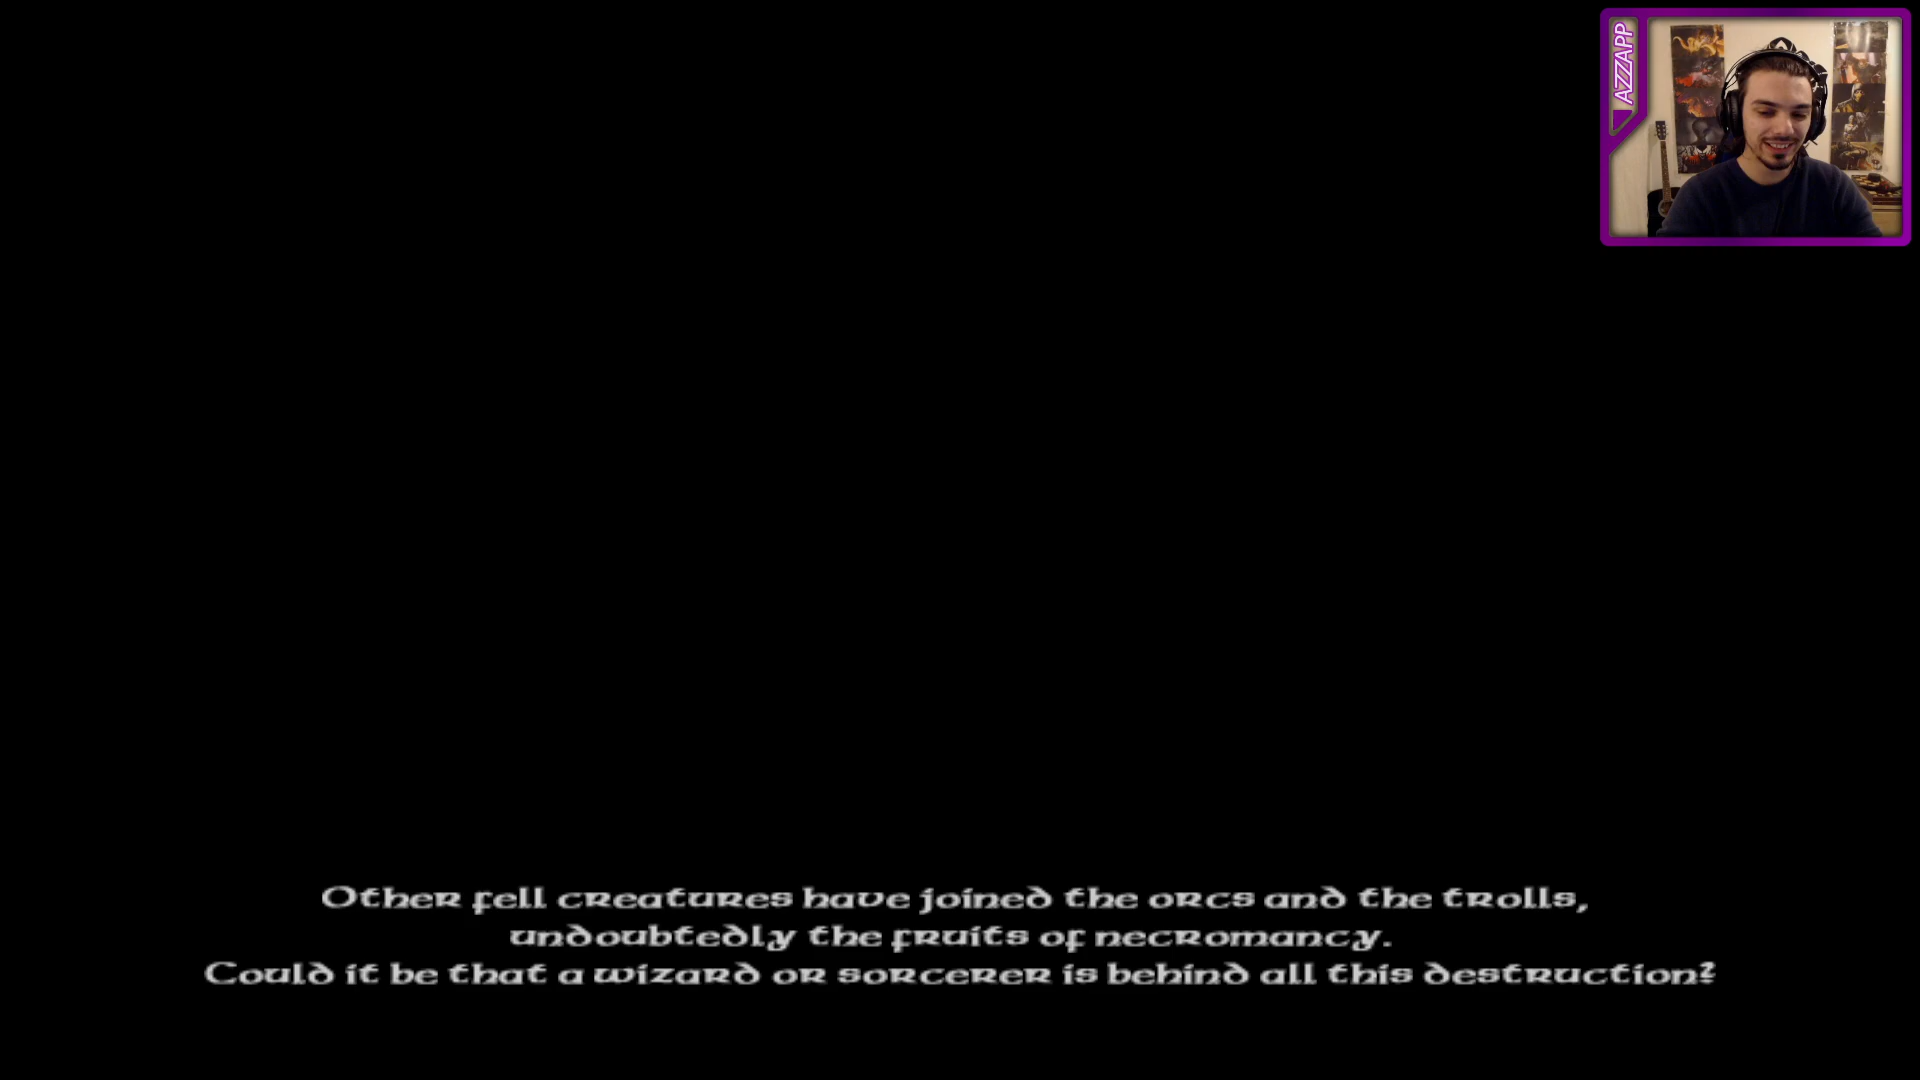 AZZAPP
Other fell creatures have joined the orcs and the trolls,
undoubtedly the fruits of necromancy.
Could it be that a wizard or sorcerer is behind all this destruction?